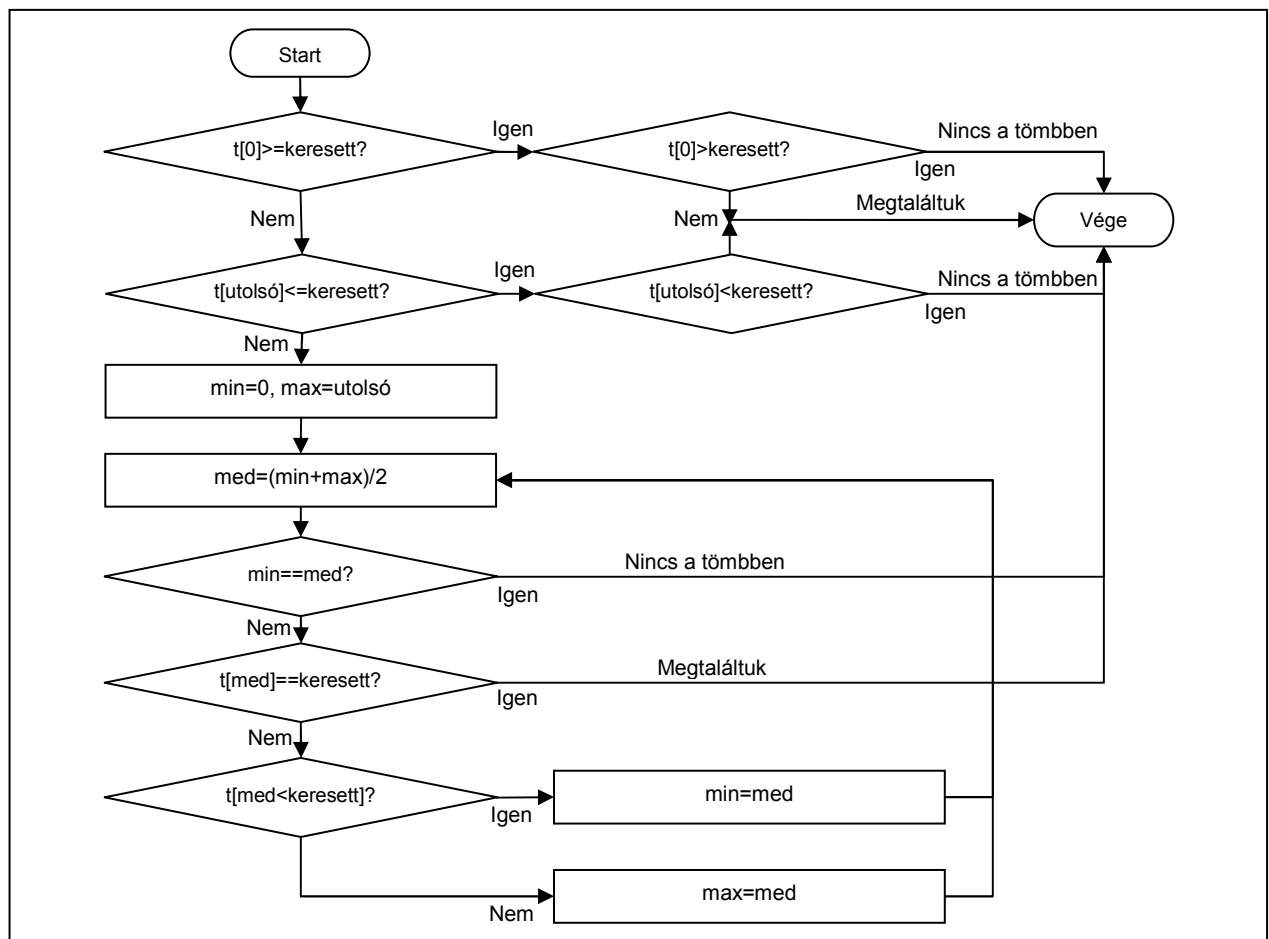 Start
t[0]>=keresett?
Igen
t[0]>keresett?
Nincs a tömbben
Igen
Nem
Nem
Megtaláltuk
Vége
t[utolsó]<=keresett?
Igen
t[utolsó]<keresett?
Nincs a tömbben
Igen
Nem
min=0, max=utolsó
med=(min+max)/2
min==med?
Nincs a tömbben
Igen
Nem
t[med]==keresett?
Megtaláltuk
Igen
Nem
t[med<keresett]?
Igen
min=med
Nem
max=med